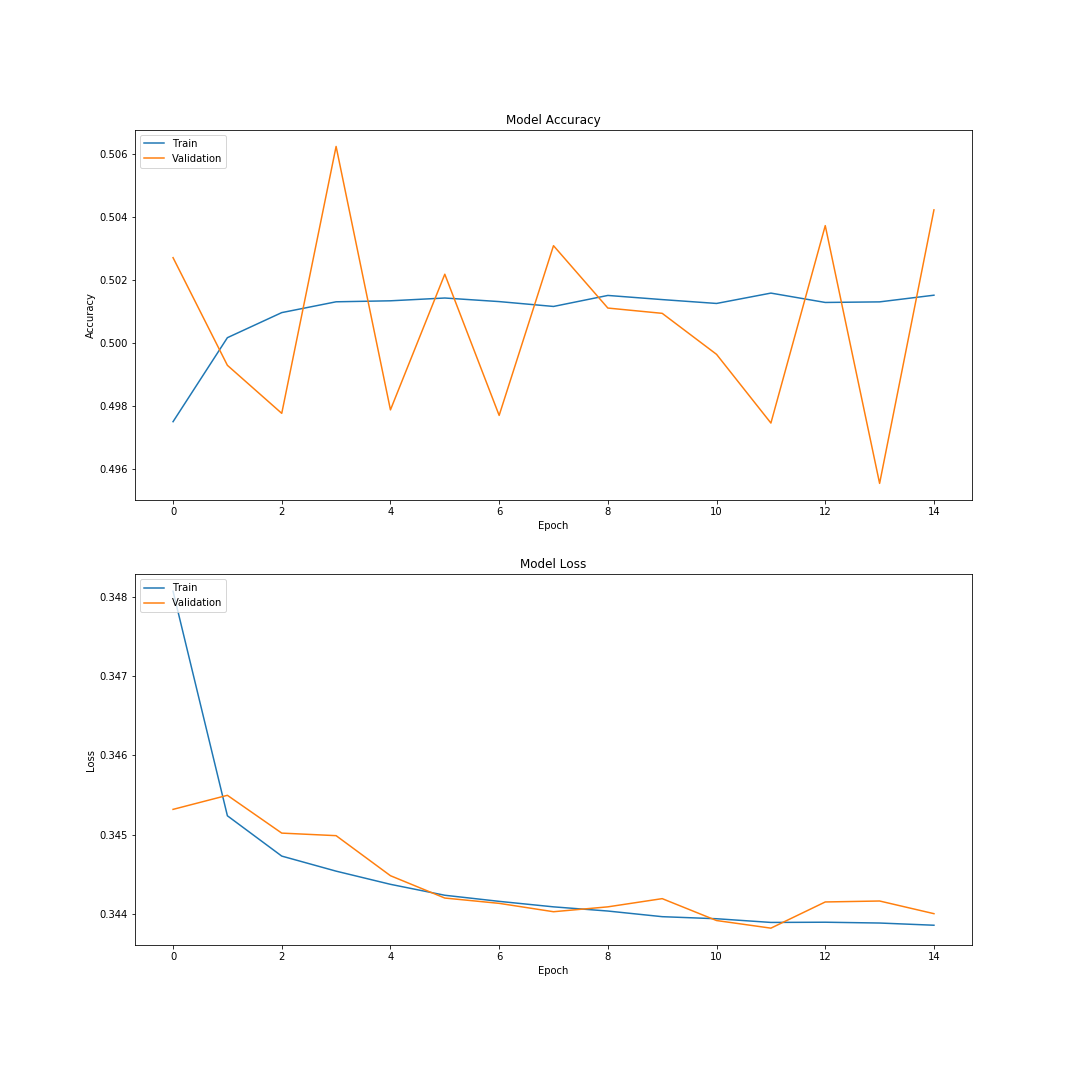 Model Accuracy
Train
Validation
0.506
0.504
0.502
0.500
0.498
0.496
Accuracy
0 2 4 6 8 10 12 14
Epoch
Model Loss
Train
Validation
0.348
0.347
0.346
0.345
0.344
Loss
0 2 4 6 8 10 12 14
Epoch